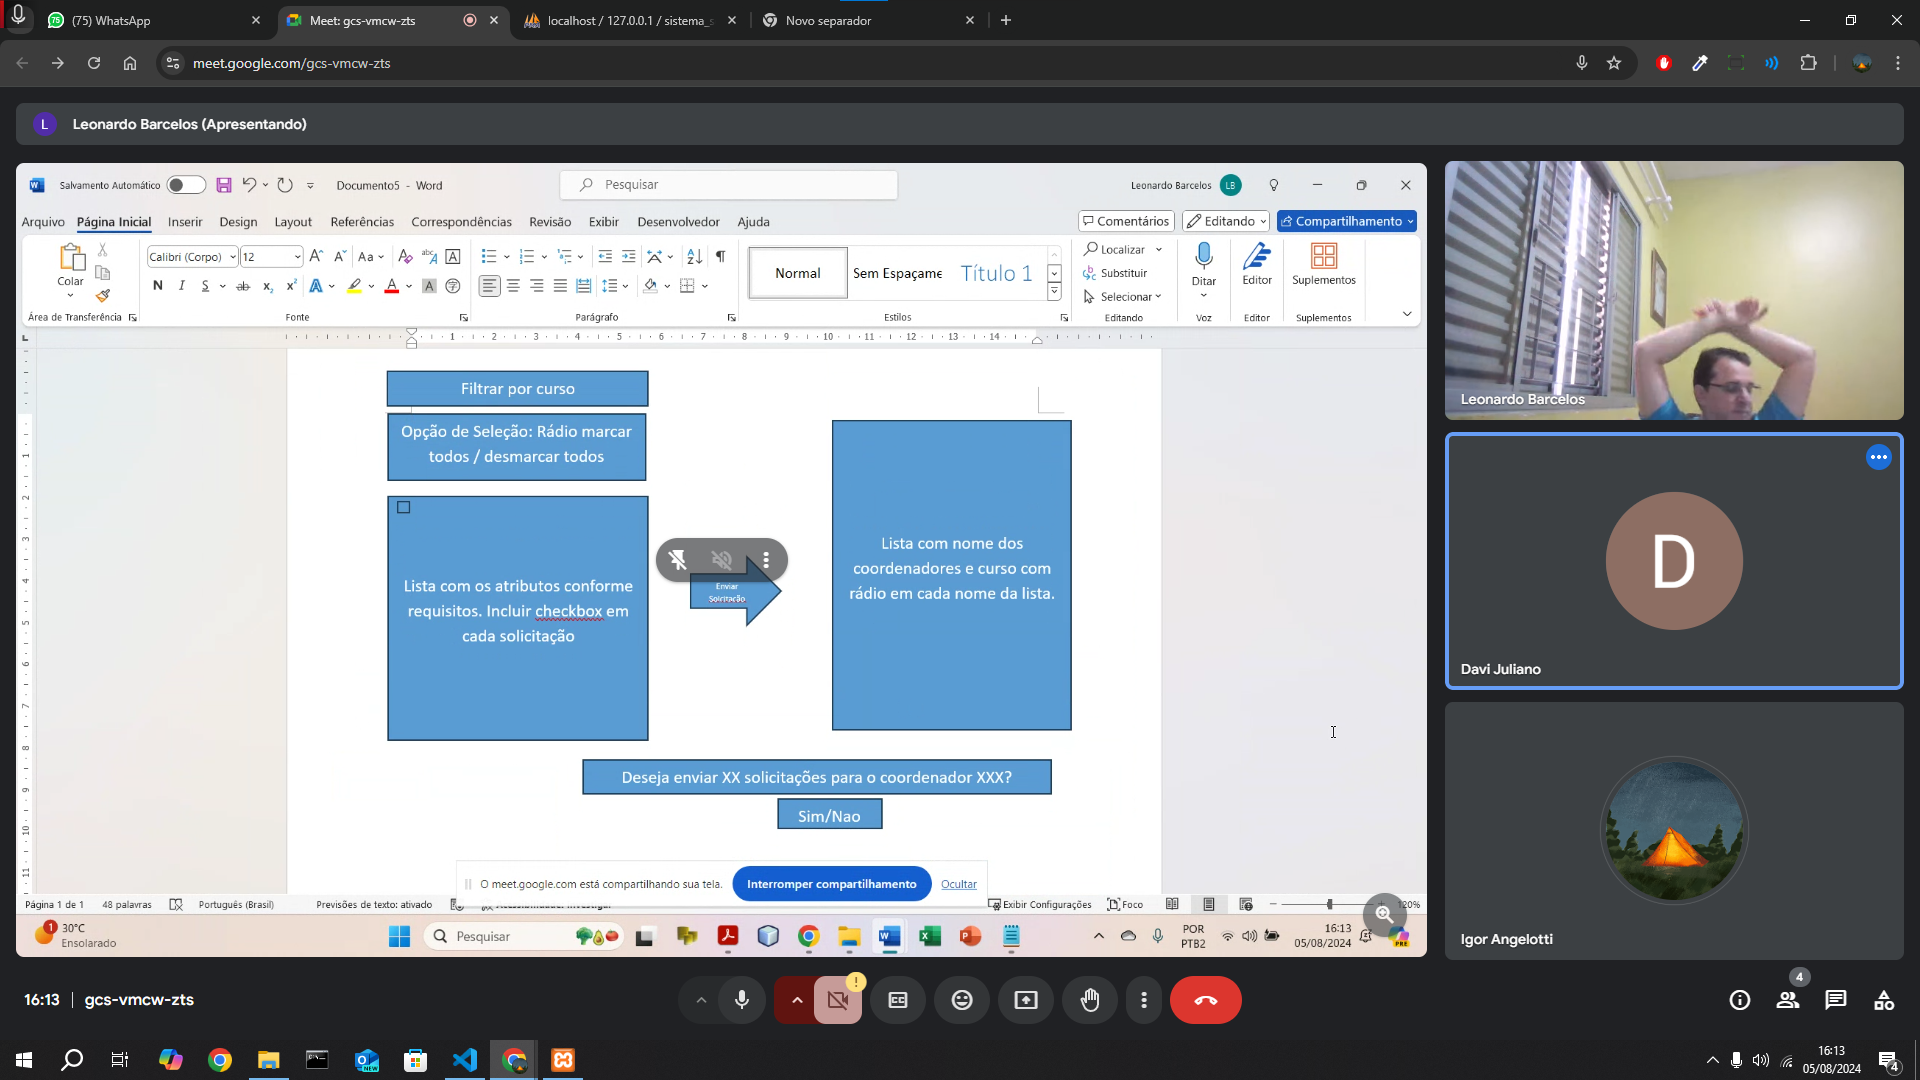 (75) WhatsApp
Meet: gcs-vmcw-zts
localhost / 127.0.0.1 / sistema_s
Novo separador
meet.google.com/gcs-vmcw-zts
L
Leonardo Barcelos (Apresentando)
Salvamento Automático
Documento5 - Word
Pesquisar
Leonardo Barcelos
LB
Arquivo
Página Inicial
Inserir
Design
Layout
Referências
Correspondências
Revisão
Exibir
Desenvolvedor
Ajuda
Comentários
Editando
Compartilhamento
Colar
Calibri (Corpo)
12
Normal
Sem Espaçame
Título 1
Localizar
Substituir
Selecionar
Ditar
Editor
Suplementos
Área de Transferência
Fonte
Parágrafo
Estilos
Editando
Voz
Editor
Suplementos
Filtrar por curso
Opção de Seleção: Rádio marcar
todos / desmarcar todos
Lista com os atributos conforme
requisitos. Incluir checkbox em
cada solicitação
Enviar
Solicitação
Lista com nome dos
coordenadores e curso com
rádio em cada nome da lista.
Deseja enviar XX solicitações para o coordenador XXX?
Sim/Nao
O meet.google.com está compartilhando sua tela.
Interromper compartilhamento
Ocultar
Página 1 de 1
48 palavras
Português (Brasil)
Previsões de texto: ativado
Exibir Configurações
Foco
120%
1
30°C
Ensolarado
Pesquisar
POR
PTB2
16:13
05/08/2024
PRE
Leonardo Barcelos
D
Davi Juliano
Igor Angelotti
16:13 | gcs-vmcw-zts
4
16:13
05/08/2024
4